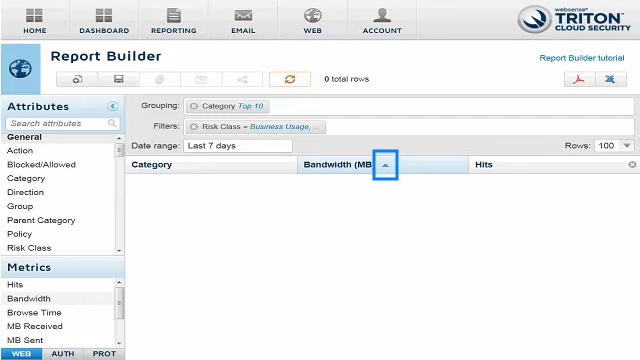 HOME
DASHBOARD
REPORTING
EMAIL
WEB
ACCOUNT
websense
TRITON
CLOUD SECURITY
Report Builder
Report Builder tutorial
0 total rows
Attributes
Search attributes
General
Action
Blocked/Allowed
Category
Direction
Group
Parent Category
Policy
Risk Class
Metrics
Hits
Bandwidth
Browse Time
MB Received
MB Sent
WEB AUTH PROT
Grouping: Category Top 10
Filters: Risk Class = Business Usage, ...
Date range: Last 7 days
Rows: 100
Category Bandwidth (MB Hits